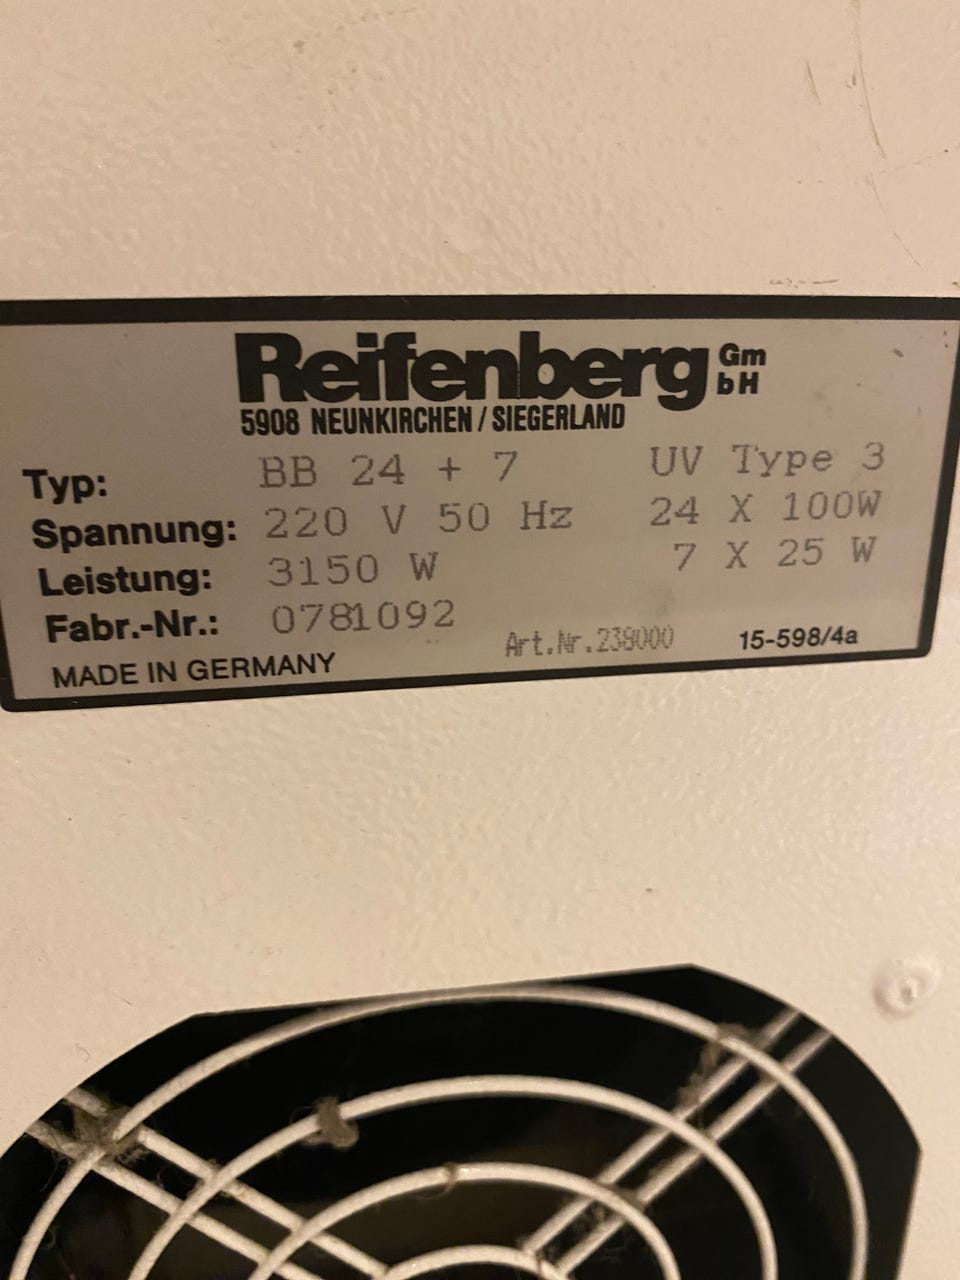 Reifenberg GmbH
5908 NEUNKIRCHEN / SIEGERLAND
Typ: BB 24 + 7 UV Type 3
Spannung: 220 V 50 Hz 24 X 100W
Leistung: 3150 W 7 X 25 W
Fabr.-Nr.: 0781092
Art.Nr.238000 15-598/4a
MADE IN GERMANY